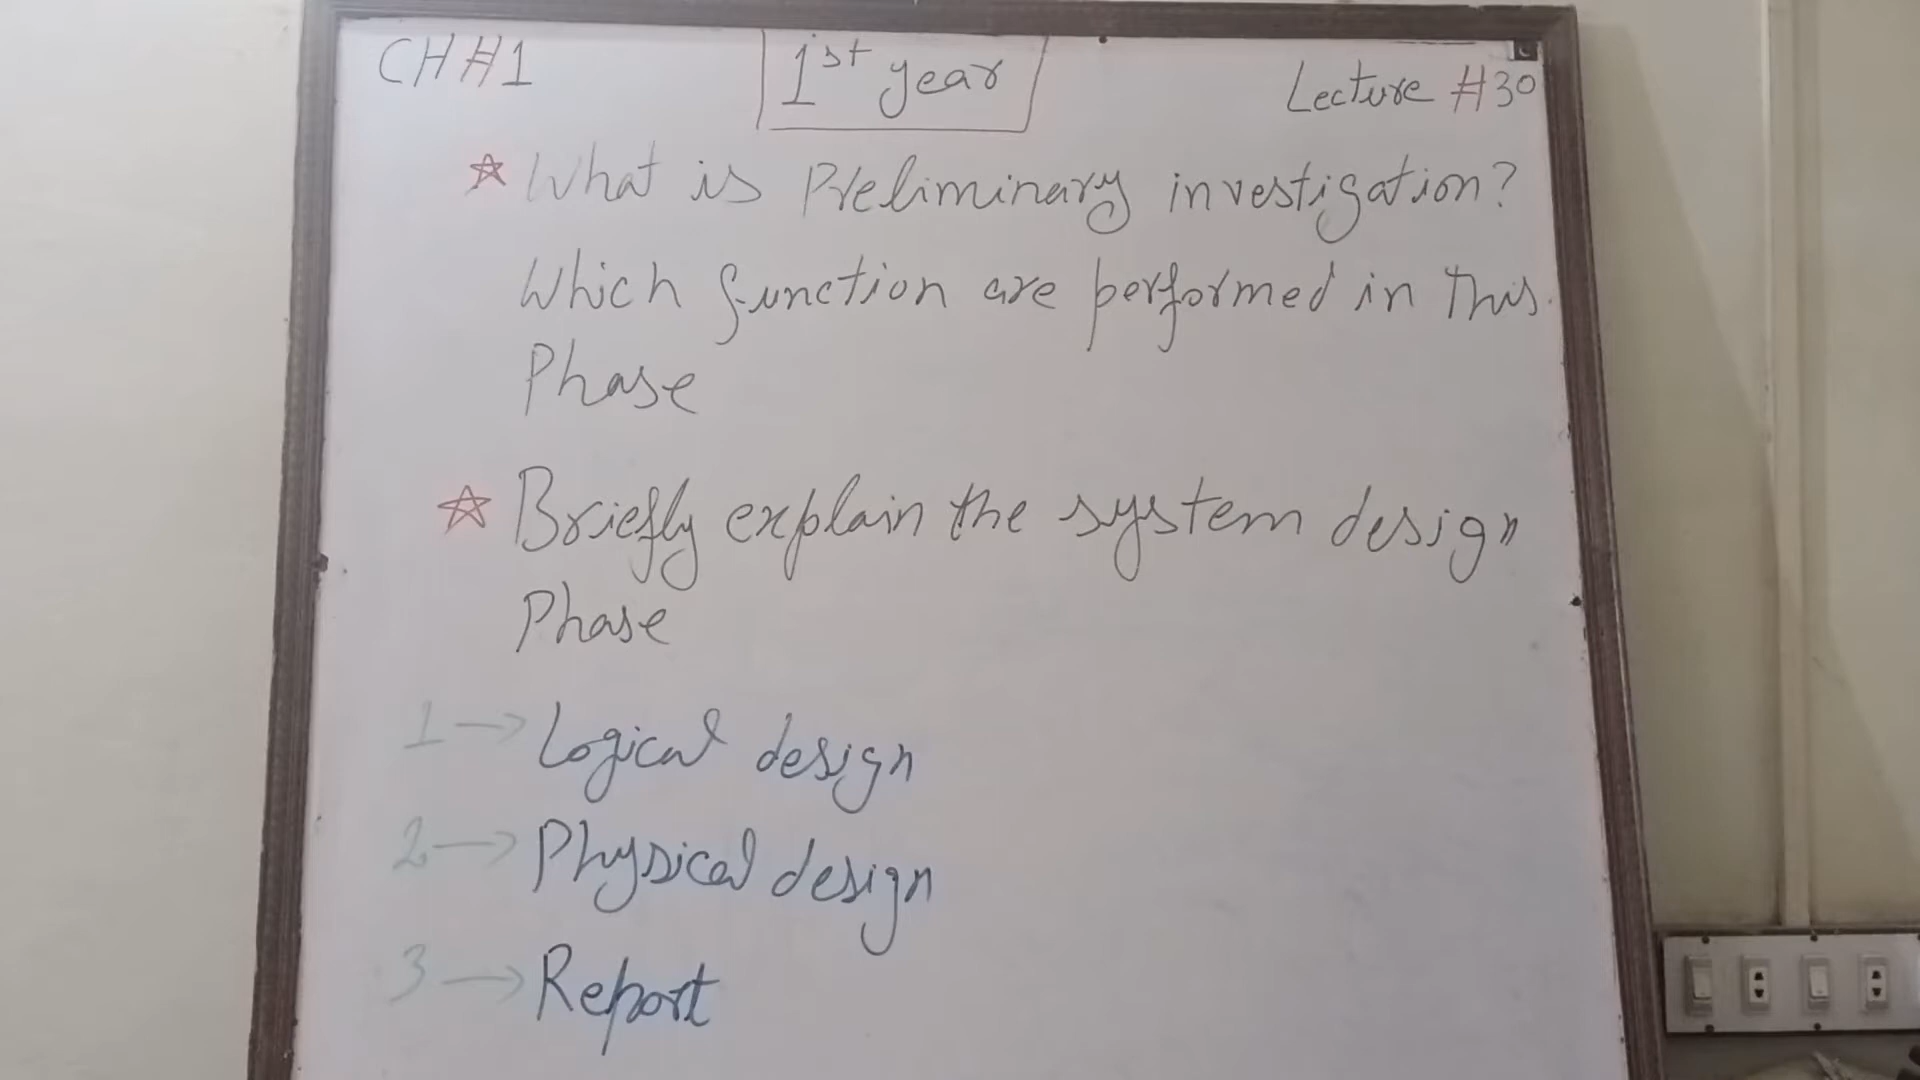 CH#1 1st year Lecture #30
What is Preliminary investigation?
Which function are performed in this
Phase
Briefly explain the system design
Phase
1 → Logical design
2 → Physical design
3 → Report